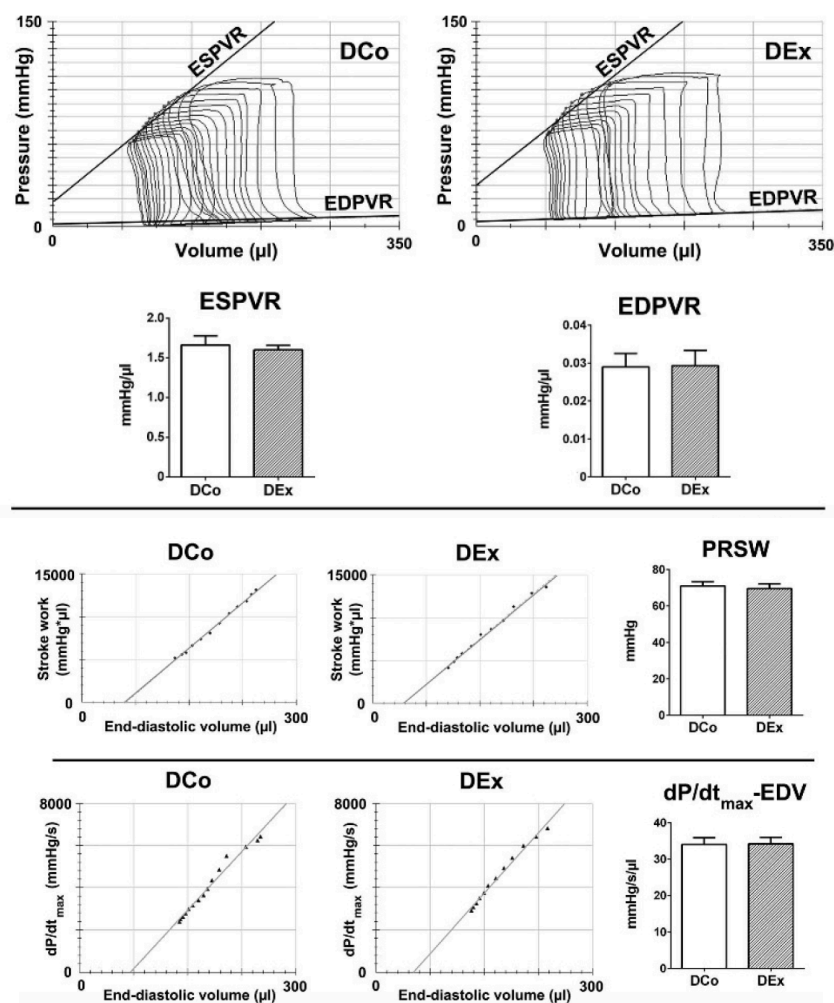 150
ESPVR
DCo
Pressure (mmHg)
EDPVR
0
0
Volume (µl)
350
150
ESPVR
DEx
Pressure (mmHg)
EDPVR
0
0
Volume (µl)
350
ESPVR
2.0
1.5
1.0
0.5
0
mmHg/µl
DCo
DEx
EDPVR
0.04
0.03
0.02
0.01
0
mmHg/µl
DCo
DEx
DCo
15000
Stroke work
(mmHg*µl)
0
0
End-diastolic volume (µl)
300
DEx
15000
Stroke work
(mmHg*µl)
0
0
End-diastolic volume (µl)
300
PRSW
80
60
40
20
0
mmHg
DCo
DEx
DCo
8000
dP/dtmax (mmHg/s)
0
0
End-diastolic volume (µl)
300
DEx
8000
dP/dtmax (mmHg/s)
0
0
End-diastolic volume (µl)
300
dP/dtmax-EDV
40
30
20
10
0
mmHg/s/µl
DCo
DEx